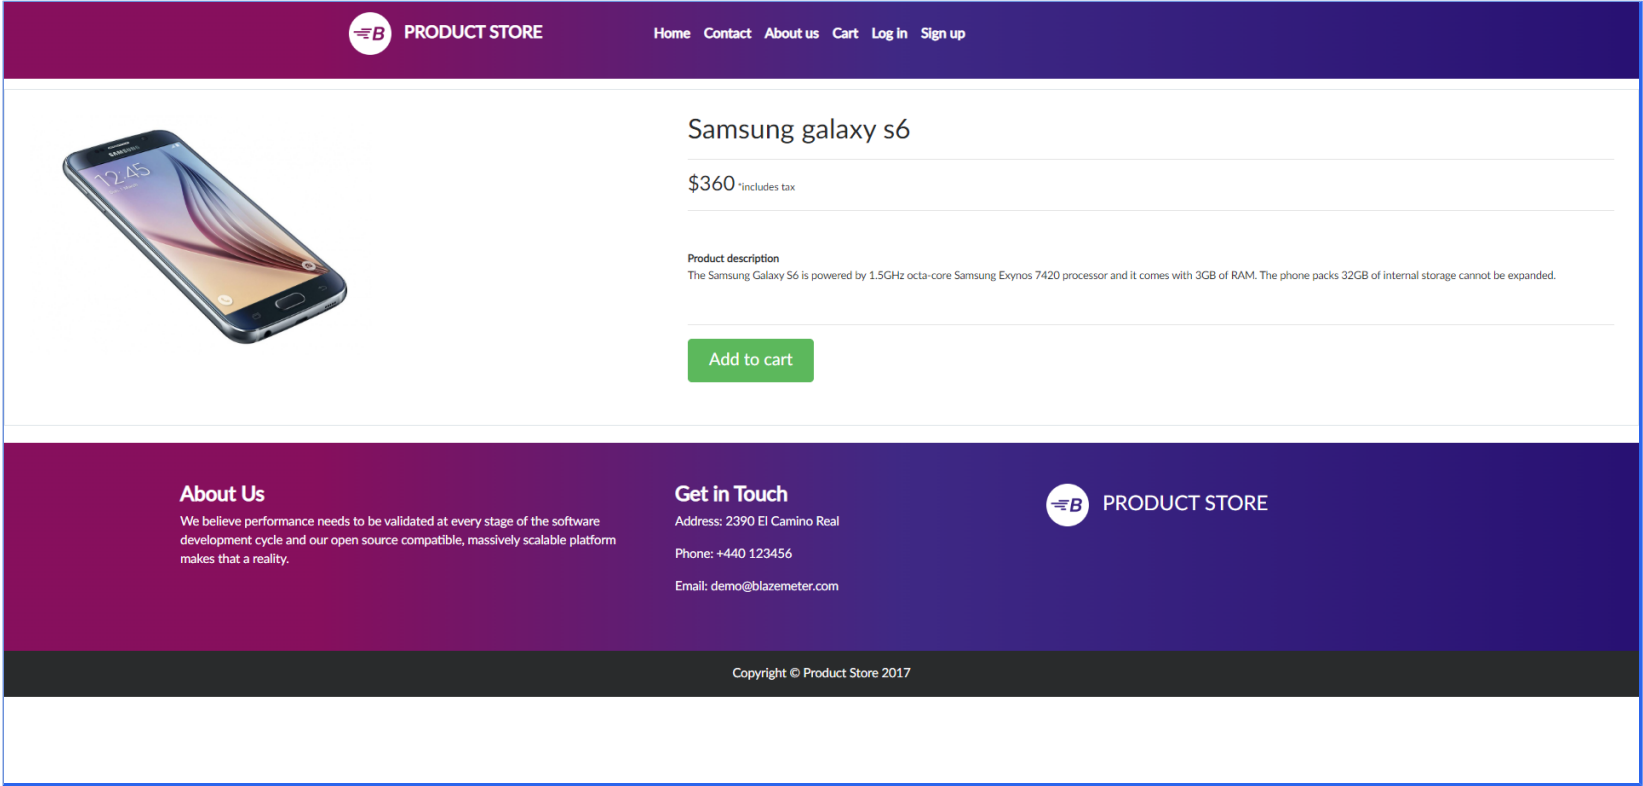 B PRODUCT STORE
Home Contact About us Cart Log in Sign up
SAMSUNG
12:45
Samsung galaxy s6
$360 *includes tax
Product description
The Samsung Galaxy S6 is powered by 1.5GHz octa-core Samsung Exynos 7420 processor and it comes with 3GB of RAM. The phone packs 32GB of internal storage cannot be expanded.
Add to cart
About Us
We believe performance needs to be validated at every stage of the software
development cycle and our open source compatible, massively scalable platform
makes that a reality.
Get in Touch
Address: 2390 El Camino Real
Phone: +440 123456
Email: demo@blazemeter.com
B PRODUCT STORE
Copyright © Product Store 2017